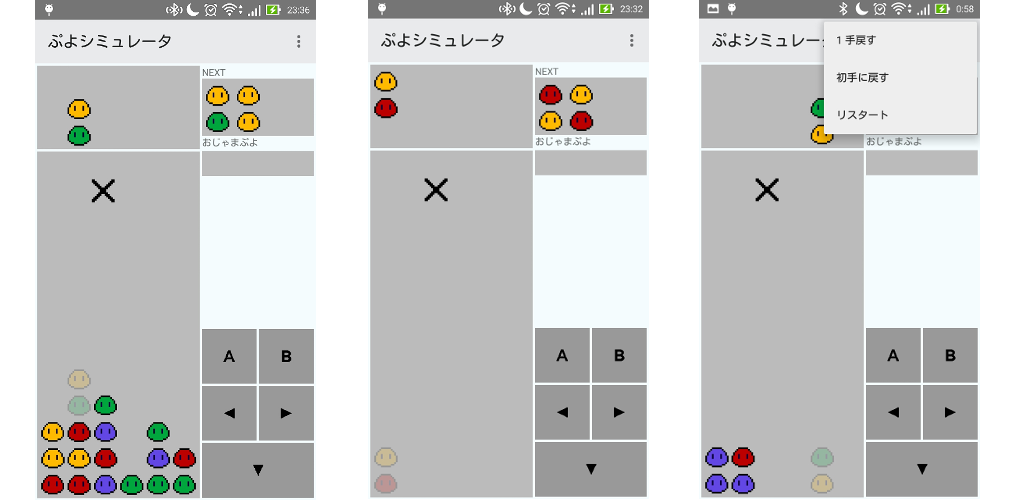 23:36
ぷよシミュレータ
NEXT
おじゃまぷよ
A B
◀ ▶
▼
23:32
ぷよシミュレータ
NEXT
おじゃまぷよ
A B
◀ ▶
▼
0:58
ぷよシミュレー
1 手戻す
初手に戻す
リスタート
おじゃまぷよ
A B
◀ ▶
▼